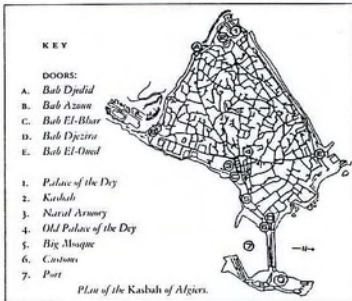 KEY
DOORS:
A. Bab Djedid
B. Bab Azoun
C. Bab El-Bhar
D. Bab Djezira
E. Bab El-Oued
1. Palace of the Dey
2. Kasbah
3. Naval Armory
4. Old Palace of the Dey
5. Big Mosque
6. Customs
7. Port
7
N
Plan of the Kasbah of Algiers.